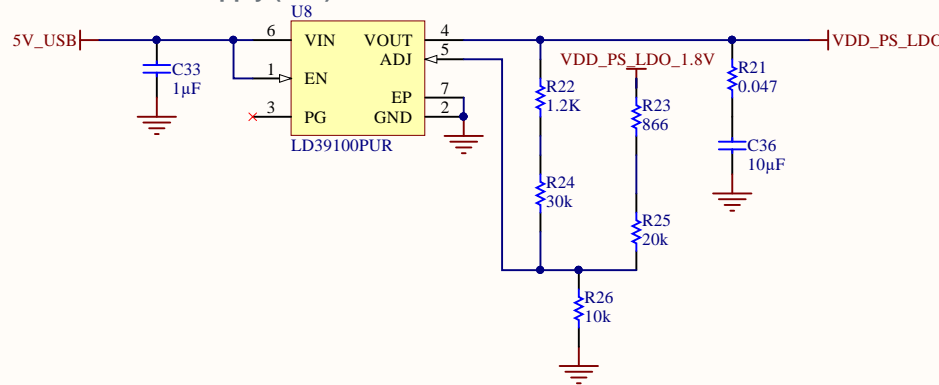 U8
5V_USB
6
VIN
VOUT
4
VDD_PS_LDO
ADJ
5
VDD_PS_LDO_1.8V
C33
1µF
1
EN
R21
0.047
R22
1.2K
EP
7
R23
866
3
PG
GND
2
LD39100PUR
C36
10µF
R24
30k
R25
20k
R26
10k